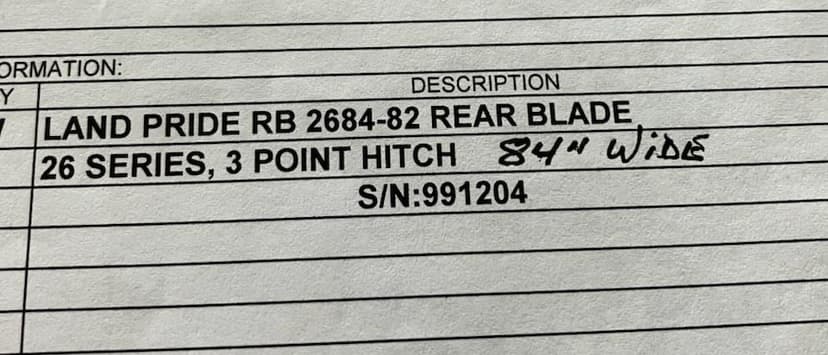 ORMATION:
Y DESCRIPTION
LAND PRIDE RB 2684-82 REAR BLADE
26 SERIES, 3 POINT HITCH 84" WiDE
S/N:991204